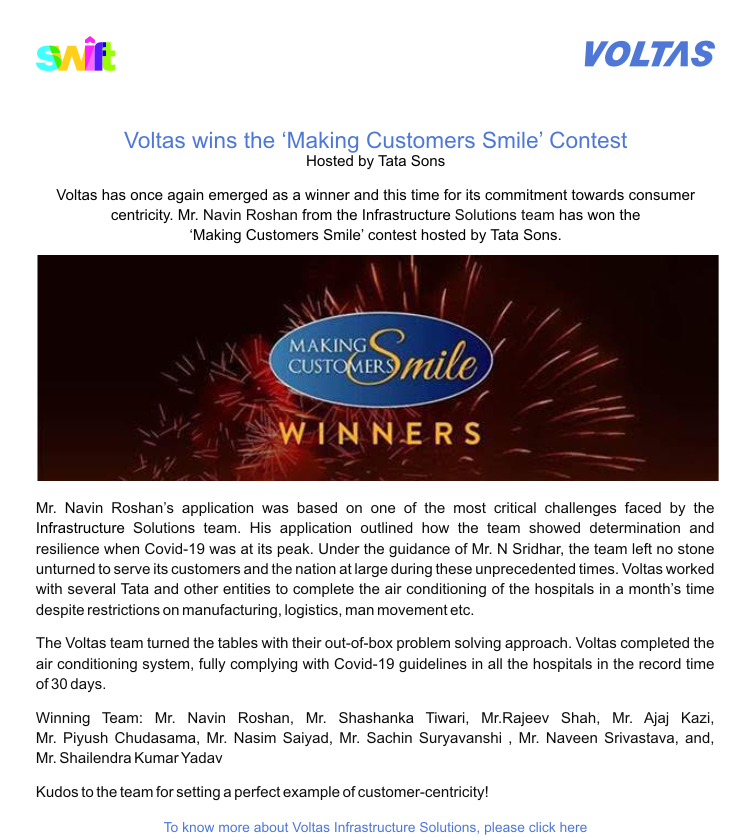 swift
VOLTAS
Voltas wins the ‘Making Customers Smile’ Contest
Hosted by Tata Sons
Voltas has once again emerged as a winner and this time for its commitment towards consumer
centricity. Mr. Navin Roshan from the Infrastructure Solutions team has won the
‘Making Customers Smile’ contest hosted by Tata Sons.
MAKING
CUSTOMERS Smile
WINNERS
Mr. Navin Roshan’s application was based on one of the most critical challenges faced by the
Infrastructure Solutions team. His application outlined how the team showed determination and
resilience when Covid-19 was at its peak. Under the guidance of Mr. N Sridhar, the team left no stone
unturned to serve its customers and the nation at large during these unprecedented times. Voltas worked
with several Tata and other entities to complete the air conditioning of the hospitals in a month’s time
despite restrictions on manufacturing, logistics, man movement etc.
The Voltas team turned the tables with their out-of-box problem solving approach. Voltas completed the
air conditioning system, fully complying with Covid-19 guidelines in all the hospitals in the record time
of 30 days.
Winning Team: Mr. Navin Roshan, Mr. Shashanka Tiwari, Mr.Rajeev Shah, Mr. Ajaj Kazi,
Mr. Piyush Chudasama, Mr. Nasim Saiyad, Mr. Sachin Suryavanshi , Mr. Naveen Srivastava, and,
Mr. Shailendra Kumar Yadav
Kudos to the team for setting a perfect example of customer-centricity!
To know more about Voltas Infrastructure Solutions, please click here